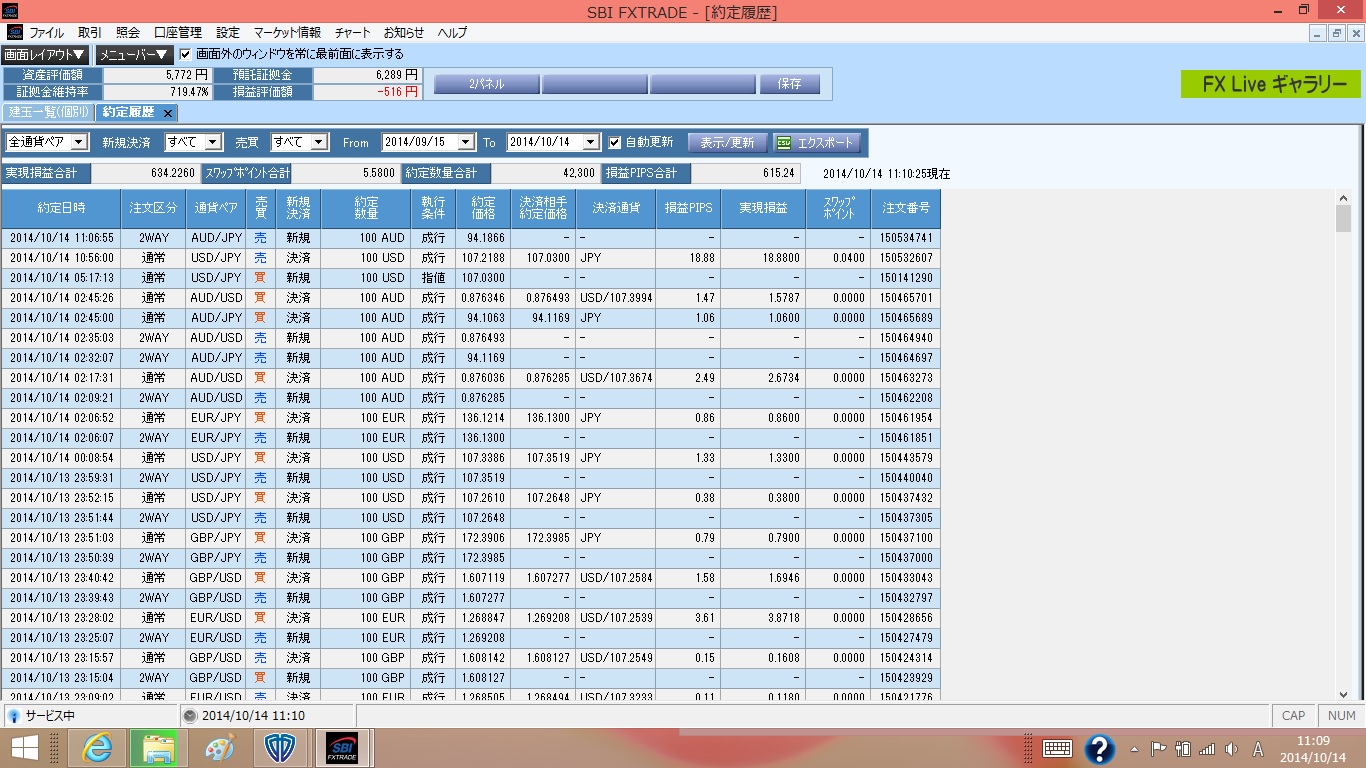 SBI FXTRADE - [約定履歴]
ファイル 取引 照会 口座管理 設定 マーケット情報 チャート お知らせ ヘルプ
画面レイアウト▼ メニューバー▼ 画面外のウィンドウを常に最前面に表示する
資産評価額 5,772 円 預託証拠金 6,289 円
証拠金維持率 719.47% 損益評価額 -516 円
2パネル 保存
FX Live ギャラリー
建玉一覧(個別) 約定履歴 ×
全通貨ペア 新規決済 すべて 売買 すべて From 2014/09/15 To 2014/10/14 自動更新 表示/更新 CSV エクスポート
実現損益合計 634.2260 スワップポイント合計 5.5800 約定数量合計 42,300 損益PIPS合計 615.24 2014/10/14 11:10:25現在
約定日時 注文区分 通貨ペア 売買 新規決済 約定数量 執行条件 約定価格 決済相手約定価格 決済通貨 損益PIPS 実現損益 スワップポイント 注文番号
2014/10/14 11:06:55 2WAY AUD/JPY 売 新規 100 AUD 成行 94.1866 - - - - - 150534741
2014/10/14 10:56:00 通常 USD/JPY 売 決済 100 USD 成行 107.2188 107.0300 JPY 18.88 18.8800 0.0400 150532607
2014/10/14 05:17:13 通常 USD/JPY 買 新規 100 USD 指値 107.0300 - - - - - 150141290
2014/10/14 02:45:26 通常 AUD/USD 買 決済 100 AUD 成行 0.876346 0.876493 USD/107.3994 1.47 1.5787 0.0000 150465701
2014/10/14 02:45:00 通常 AUD/JPY 買 決済 100 AUD 成行 94.1063 94.1169 JPY 1.06 1.0600 0.0000 150465689
2014/10/14 02:35:03 2WAY AUD/USD 売 新規 100 AUD 成行 0.876493 - - - - - 150464940
2014/10/14 02:32:07 2WAY AUD/JPY 売 新規 100 AUD 成行 94.1169 - - - - - 150464697
2014/10/14 02:17:31 通常 AUD/USD 買 決済 100 AUD 成行 0.876036 0.876285 USD/107.3674 2.49 2.6734 0.0000 150463273
2014/10/14 02:09:21 2WAY AUD/USD 売 新規 100 AUD 成行 0.876285 - - - - - 150462208
2014/10/14 02:06:52 通常 EUR/JPY 買 決済 100 EUR 成行 136.1214 136.1300 JPY 0.86 0.8600 0.0000 150461954
2014/10/14 02:06:07 2WAY EUR/JPY 売 新規 100 EUR 成行 136.1300 - - - - - 150461851
2014/10/14 00:08:54 通常 USD/JPY 買 決済 100 USD 成行 107.3386 107.3519 JPY 1.33 1.3300 0.0000 150443579
2014/10/13 23:59:31 2WAY USD/JPY 売 新規 100 USD 成行 107.3519 - - - - - 150440040
2014/10/13 23:52:15 通常 USD/JPY 買 決済 100 USD 成行 107.2610 107.2648 JPY 0.38 0.3800 0.0000 150437432
2014/10/13 23:51:44 2WAY USD/JPY 売 新規 100 USD 成行 107.2648 - - - - - 150437305
2014/10/13 23:51:03 通常 GBP/JPY 買 決済 100 GBP 成行 172.3906 172.3985 JPY 0.79 0.7900 0.0000 150437100
2014/10/13 23:50:39 2WAY GBP/JPY 売 新規 100 GBP 成行 172.3985 - - - - - 150437000
2014/10/13 23:40:42 通常 GBP/USD 買 決済 100 GBP 成行 1.607119 1.607277 USD/107.2584 1.58 1.6946 0.0000 150433043
2014/10/13 23:39:43 2WAY GBP/USD 売 新規 100 GBP 成行 1.607277 - - - - - 150432797
2014/10/13 23:28:02 通常 EUR/USD 買 決済 100 EUR 成行 1.268847 1.269208 USD/107.2539 3.61 3.8718 0.0000 150428656
2014/10/13 23:25:07 2WAY EUR/USD 売 新規 100 EUR 成行 1.269208 - - - - - 150427479
2014/10/13 23:15:57 通常 GBP/USD 売 決済 100 GBP 成行 1.608142 1.608127 USD/107.2549 0.15 0.1608 0.0000 150424314
2014/10/13 23:15:04 2WAY GBP/USD 買 新規 100 GBP 成行 1.608127 - - - - - 150423929
2014/10/13 23:09:02 通常 EUR/USD 売 決済 100 EUR 成行 1.268505 1.268494 USD/107.3233 0.11 0.1180 0.0000 150421776
サービス中 2014/10/14 11:10 CAP NUM
SBI FXTRADE A 11:09
2014/10/14